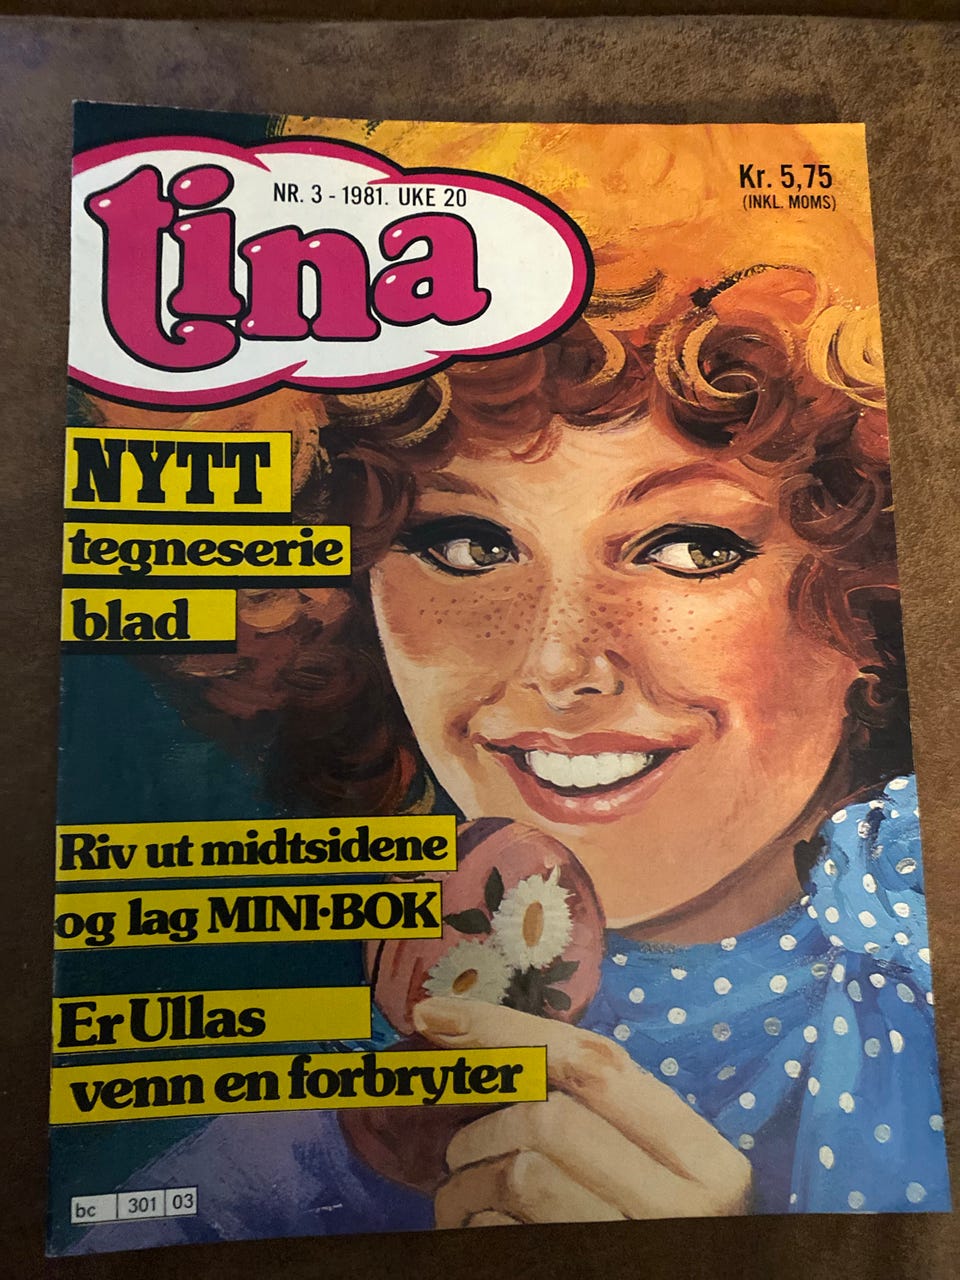 NR. 3 - 1981. UKE 20
Kr. 5,75
(INKL. MOMS)
tina
NYTT
tegneserie
blad
Riv ut midtsidene
og lag MINI·BOK
Er Ullas
venn en forbryter
bc 301 03